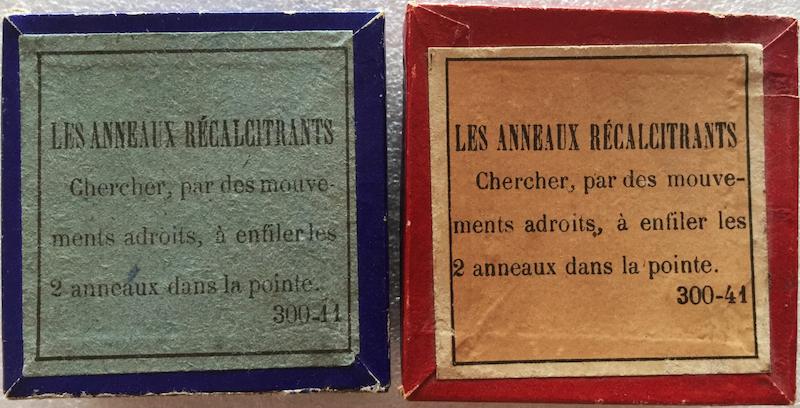 LES ANNEAUX RÉCALCITRANTS
Chercher, par des mouve-
ments adroits, à enfiler les
2 anneaux dans la pointe.
300-41
LES ANNEAUX RÉCALCITRANTS
Chercher, par des mouve-
ments adroits, à enfiler les
2 anneaux dans la pointe.
300-41